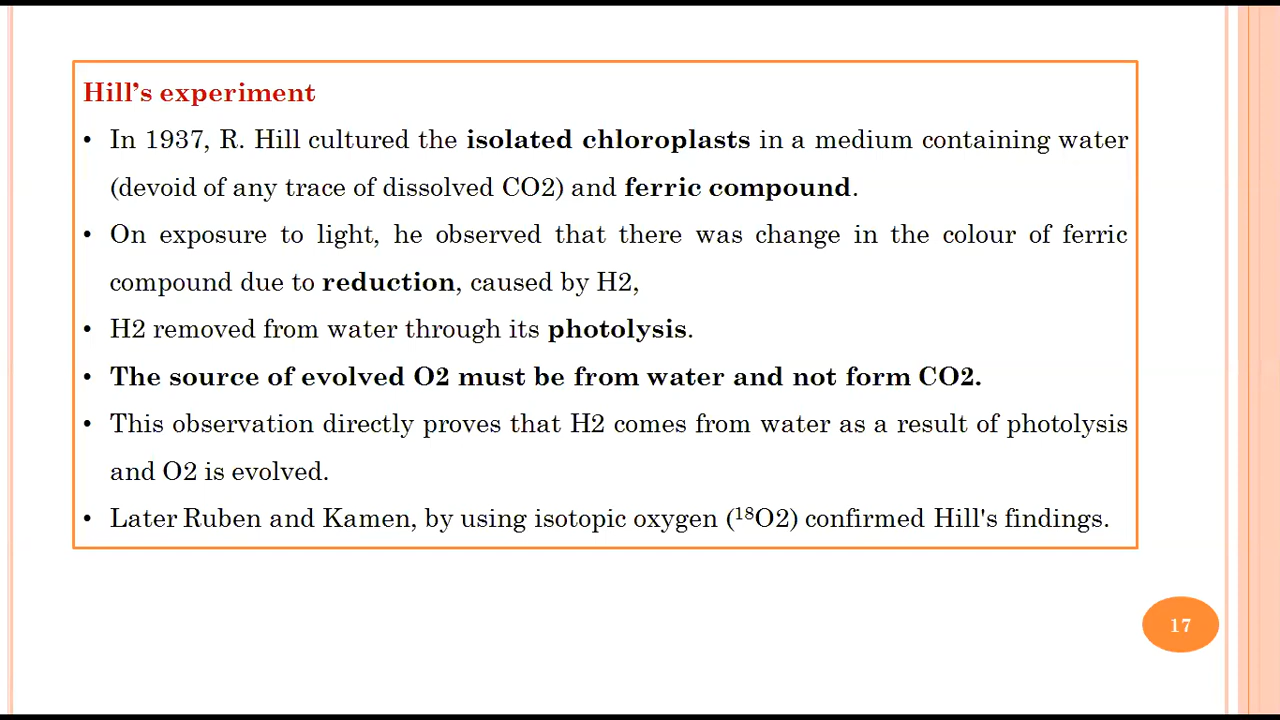 Hill's experiment
• In 1937, R. Hill cultured the isolated chloroplasts in a medium containing water
(devoid of any trace of dissolved CO2) and ferric compound.
• On exposure to light, he observed that there was change in the colour of ferric
compound due to reduction, caused by H2,
• H2 removed from water through its photolysis.
• The source of evolved O2 must be from water and not form CO2.
• This observation directly proves that H2 comes from water as a result of photolysis
and O2 is evolved.
• Later Ruben and Kamen, by using isotopic oxygen (¹⁸O2) confirmed Hill's findings.
17